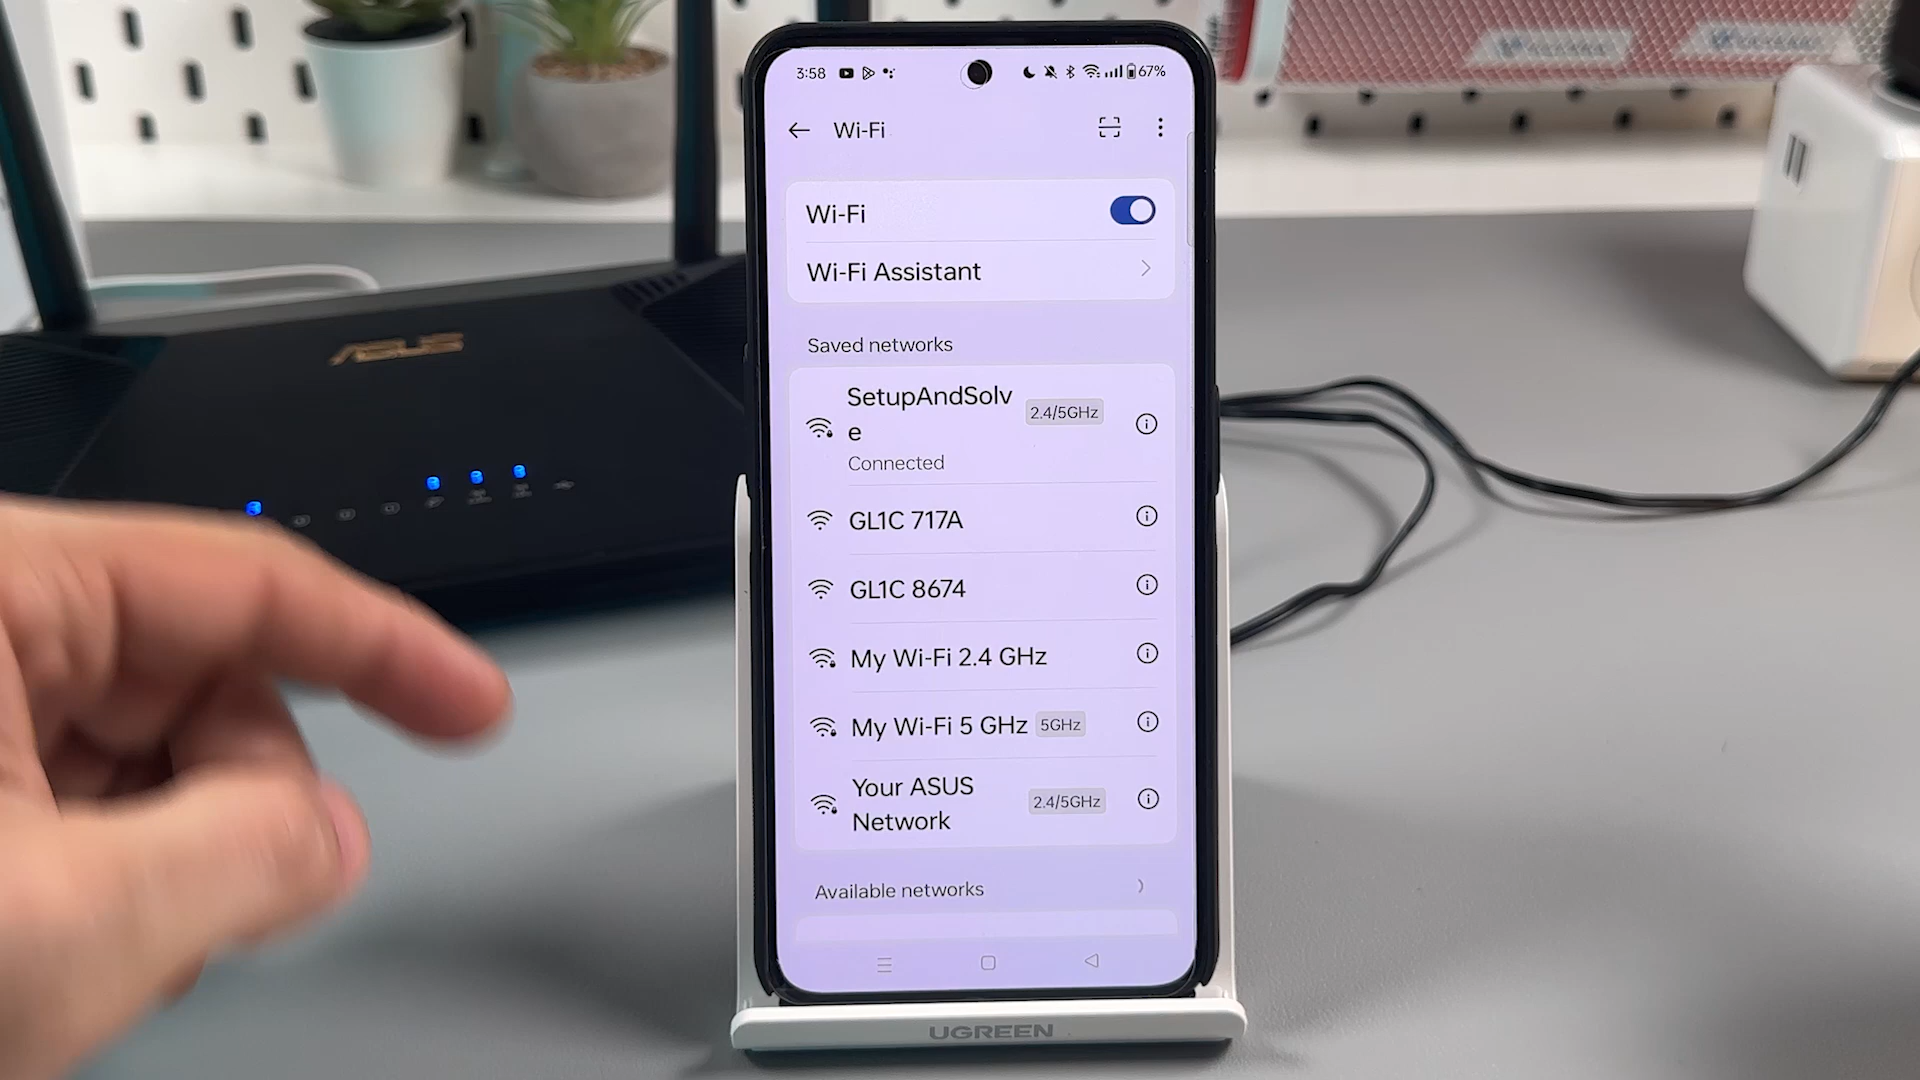 3:58
67%
Wi-Fi
Wi-Fi
Wi-Fi Assistant
Saved networks
SetupAndSolv
e
2.4/5GHz
Connected
GL1C 717A
GL1C 8674
My Wi-Fi 2.4 GHz
My Wi-Fi 5 GHz 5GHz
Your ASUS
Network
2.4/5GHz
Available networks
ASUS
UGREEN